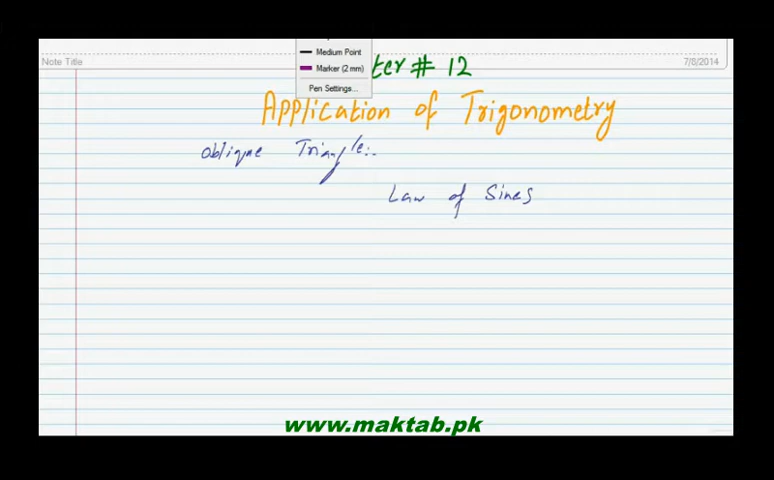 Medium Point
Marker (2 mm)
Pen Settings...
Note Title
ter # 12
7/8/2014
Application of Trigonometry
Oblique Triangle:-
Law of Sines
www.maktab.pk